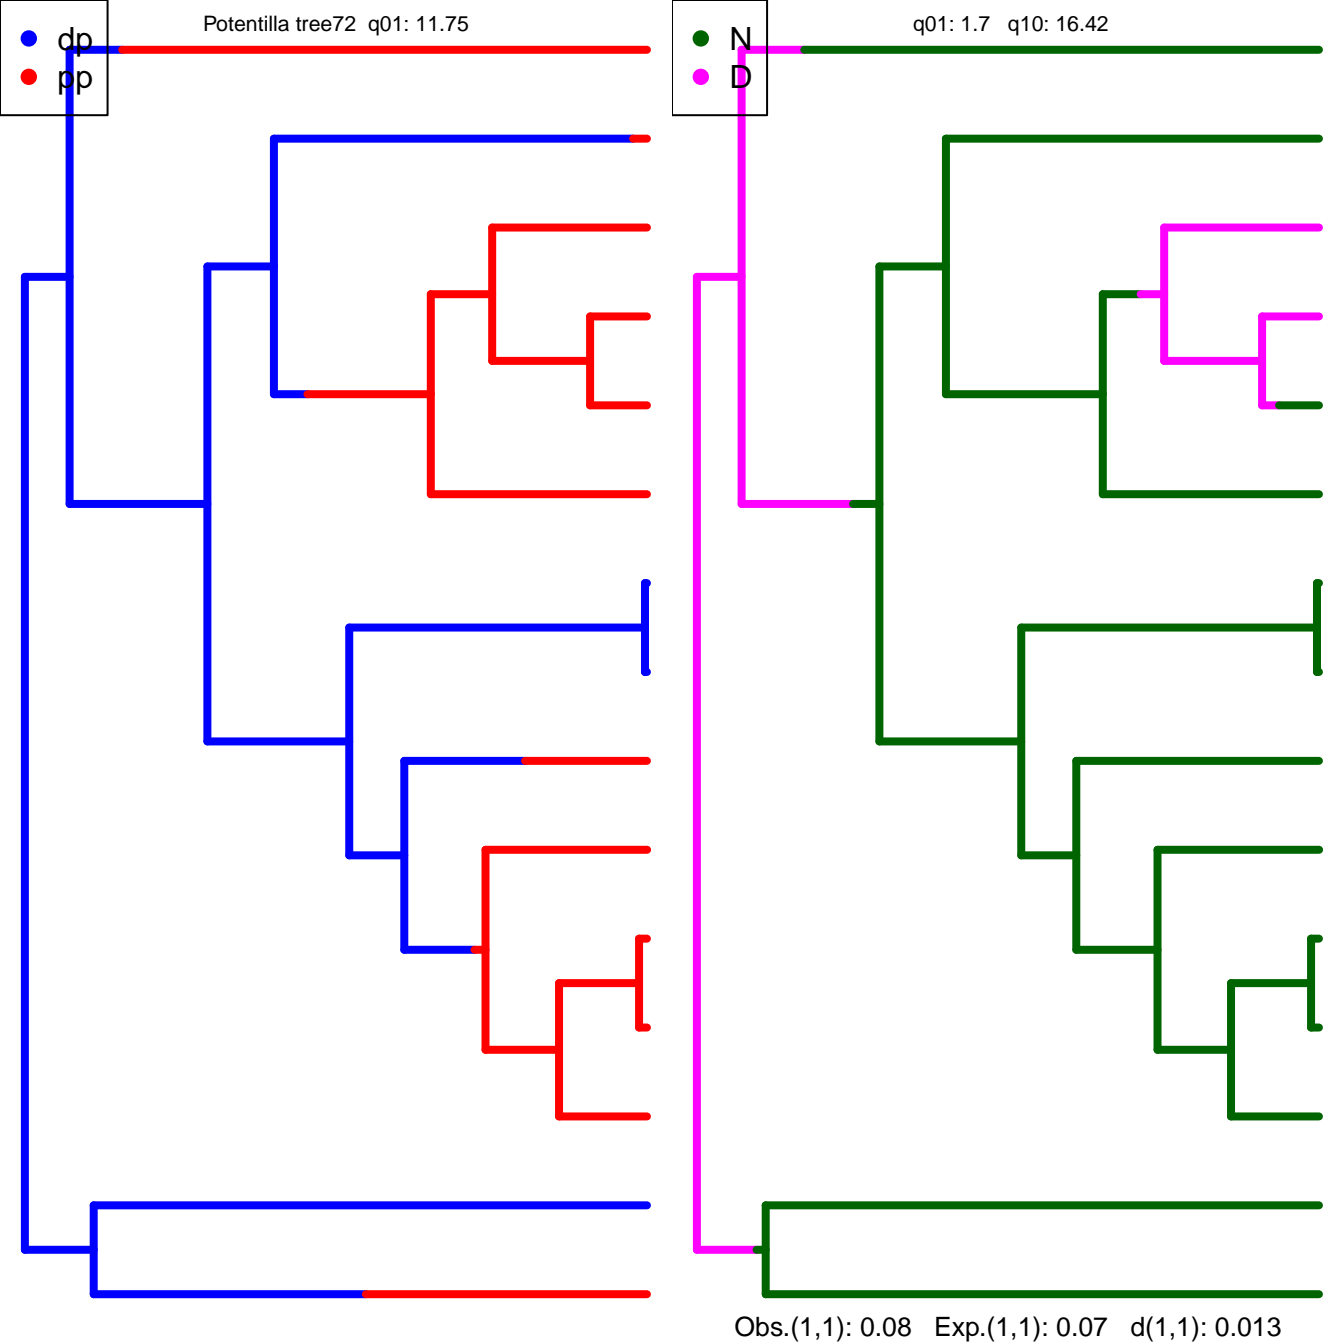 Potentilla tree72  q01: 11.75
dp
pp
q01: 1.7   q10: 16.42
N
D
Obs.(1,1): 0.08   Exp.(1,1): 0.07   d(1,1): 0.013